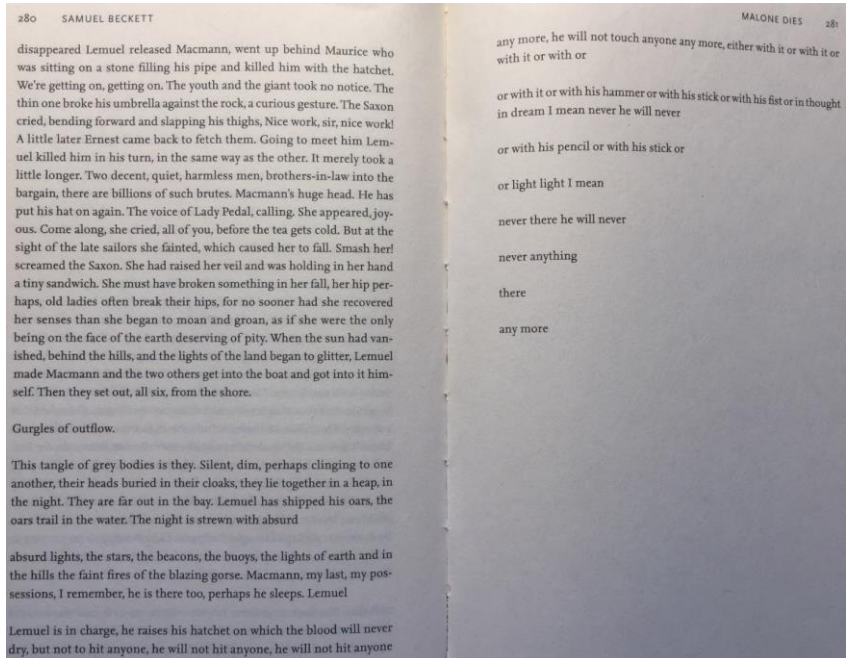 280 SAMUEL BECKETT
disappeared Lemuel released Macmann, went up behind Maurice who
was sitting on a stone filling his pipe and killed him with the hatchet.
We're getting on, getting on. The youth and the giant took no notice. The
thin one broke his umbrella against the rock, a curious gesture. The Saxon
cried, bending forward and slapping his thighs, Nice work, sir, nice work!
A little later Ernest came back to fetch them. Going to meet him Lem-
uel killed him in his turn, in the same way as the other. It merely took a
little longer. Two decent, quiet, harmless men, brothers-in-law into the
bargain, there are billions of such brutes. Macmann's huge head. He has
put his hat on again. The voice of Lady Pedal, calling. She appeared, joy-
ous. Come along, she cried, all of you, before the tea gets cold. But at the
sight of the late sailors she fainted, which caused her to fall. Smash her!
screamed the Saxon. She had raised her veil and was holding in her hand
a tiny sandwich. She must have broken something in her fall, her hip per-
haps, old ladies often break their hips, for no sooner had she recovered
her senses than she began to moan and groan, as if she were the only
being on the face of the earth deserving of pity. When the sun had van-
ished, behind the hills, and the lights of the land began to glitter, Lemuel
made Macmann and the two others get into the boat and got into it him-
self. Then they set out, all six, from the shore.
Gurgles of outflow.
This tangle of grey bodies is they. Silent, dim, perhaps clinging to one
another, their heads buried in their cloaks, they lie together in a heap, in
the night. They are far out in the bay. Lemuel has shipped his oars, the
oars trail in the water. The night is strewn with absurd
absurd lights, the stars, the beacons, the buoys, the lights of earth and in
the hills the faint fires of the blazing gorse. Macmann, my last, my pos-
sessions, I remember, he is there too, perhaps he sleeps. Lemuel
Lemuel is in charge, he raises his hatchet on which the blood will never
dry, but not to hit anyone, he will not hit anyone, he will not hit anyone
MALONE DIES 281
any more, he will not touch anyone any more, either with it or with it or
with it or with or
or with it or with his hammer or with his stick or with his fist or in thought
in dream I mean never he will never
or with his pencil or with his stick or
or light light I mean
never there he will never
never anything
there
any more